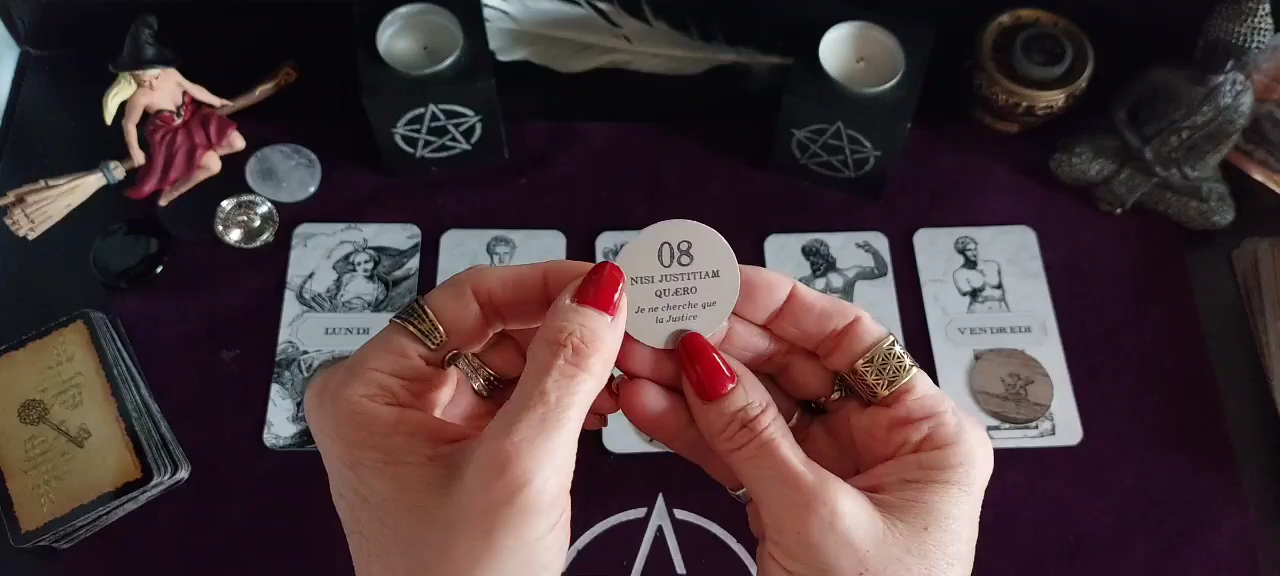 08
NISI JUSTITIAM
QUÆRO
Je ne cherche que
la Justice
LUNDI
VENDREDI